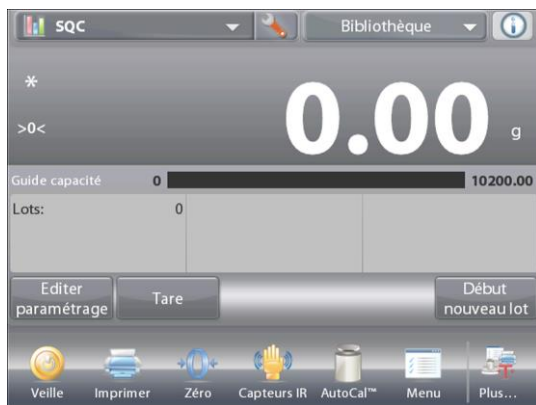 SQC
Bibliothèque
*
>0<
0.00 g
Guide capacité 0 10200.00
Lots: 0
Editer
paramétrage
Tare
Début
nouveau lot
Veille Imprimer Zéro Capteurs IR AutoCal™ Menu Plus...